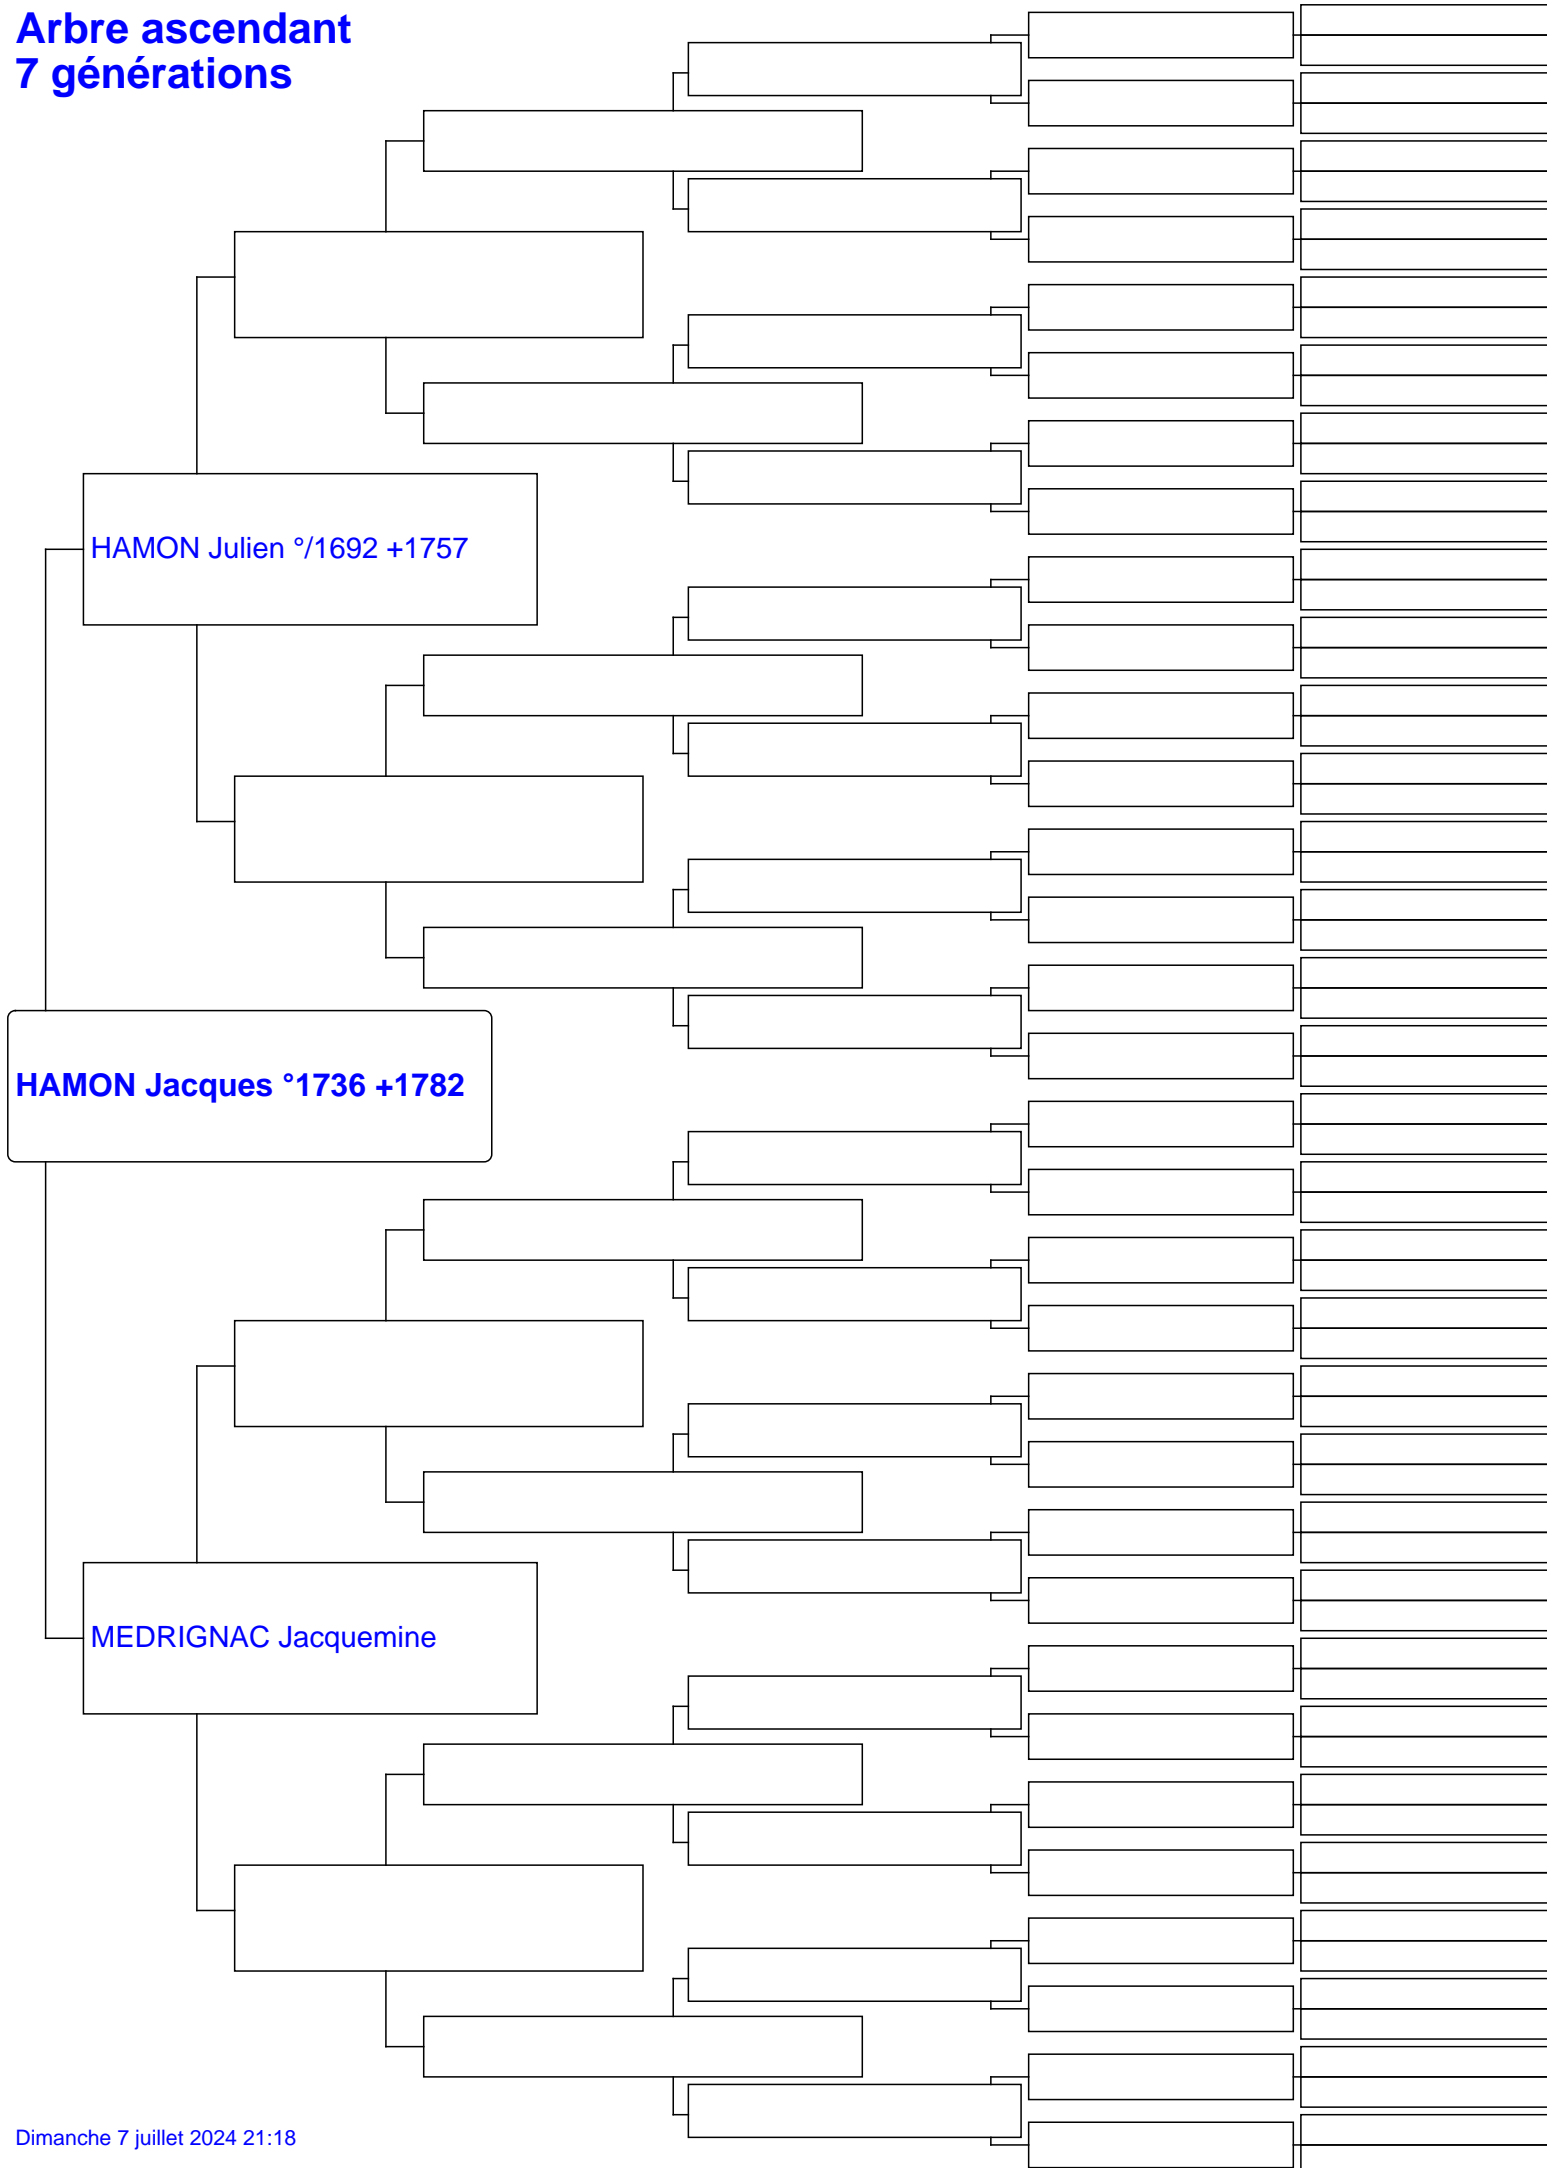 Arbre ascendant
7 générations
HAMON Julien °/1692 +1757
HAMON Jacques °1736 +1782
MEDRIGNAC Jacquemine
Dimanche 7 juillet 2024 21:18